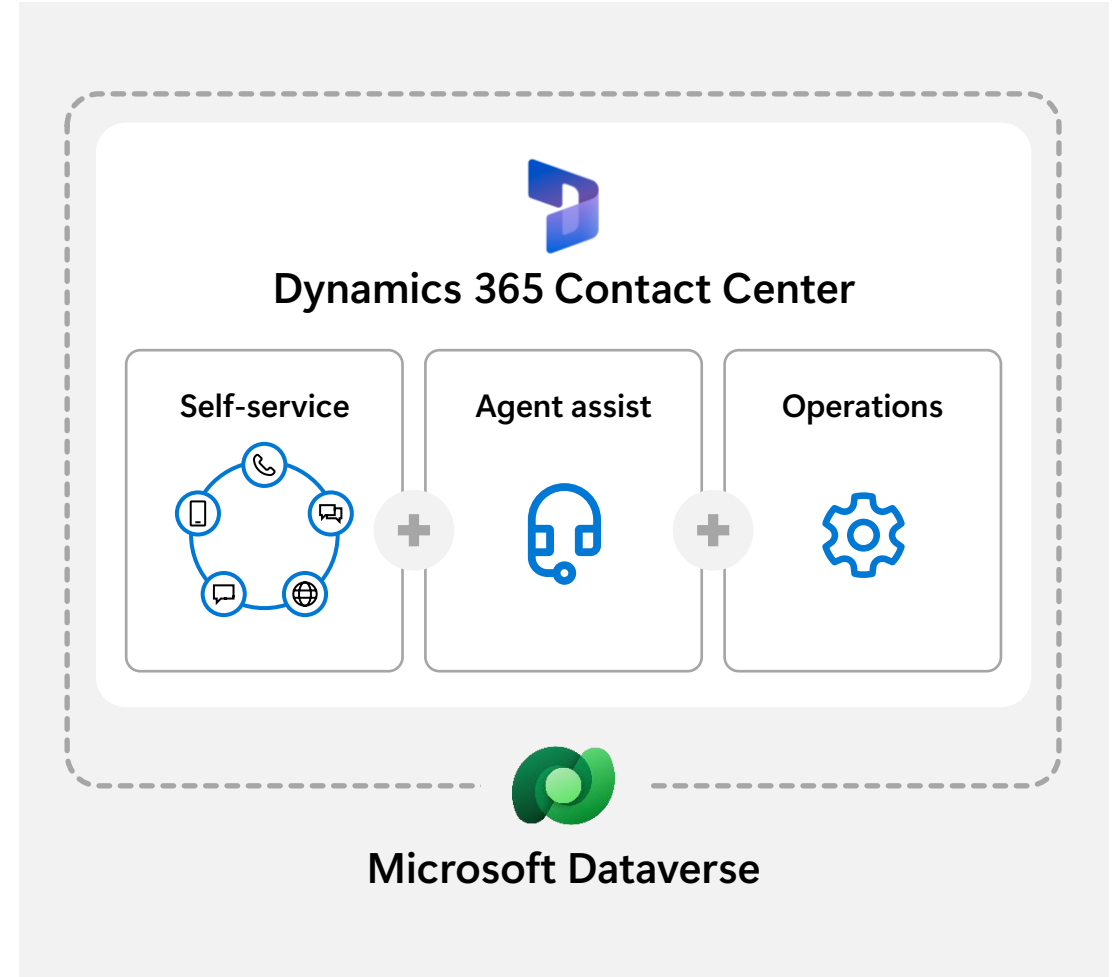 Dynamics 365 Contact Center
Self-service
Agent assist
Operations
Microsoft Dataverse